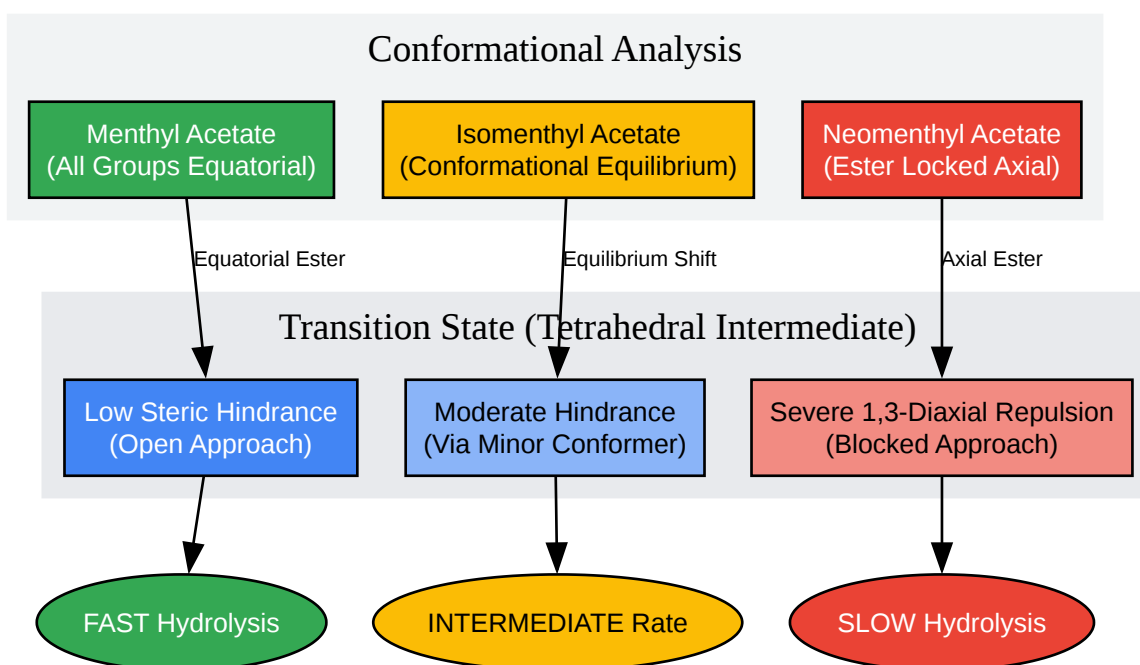 Conformational Analysis
Menthyl Acetate
(All Groups Equatorial)
Isomenthyl Acetate
(Conformational Equilibrium)
Neomenthyl Acetate
(Ester Locked Axial)
Equatorial Ester
Equilibrium Shift
Axial Ester
Transition State (Tetrahedral Intermediate)
Low Steric Hindrance
(Open Approach)
Moderate Hindrance
(Via Minor Conformer)
Severe 1,3-Diaxial Repulsion
(Blocked Approach)
FAST Hydrolysis
INTERMEDIATE Rate
SLOW Hydrolysis